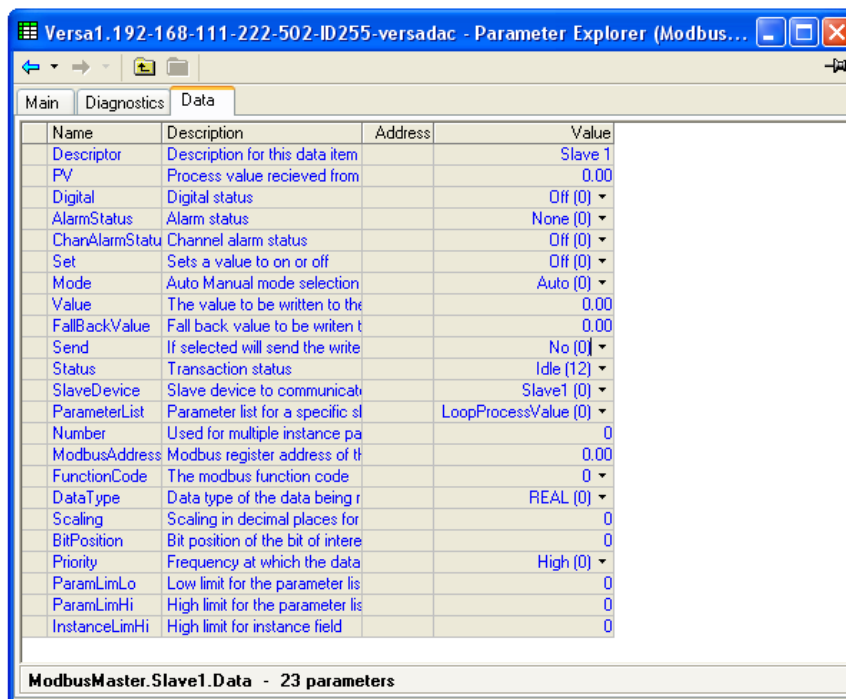 Versa1.192-168-111-222-502-ID255-versadac - Parameter Explorer (Modbus...
Main Diagnostics Data
Name Description Address Value
Descriptor Description for this data item Slave 1
PV Process value recieved from 0.00
Digital Digital status Off (0)
AlarmStatus Alarm status None (0)
ChanAlarmStatu Channel alarm status Off (0)
Set Sets a value to on or off Off (0)
Mode Auto Manual mode selection Auto (0)
Value The value to be written to the 0.00
FallBackValue Fall back value to be writen t 0.00
Send If selected will send the write No (0)
Status Transaction status Idle (12)
SlaveDevice Slave device to communicati Slave1 (0)
ParameterList Parameter list for a specific sl LoopProcessValue (0)
Number Used for multiple instance pa 0
ModbusAddress Modbus register address of th 0.00
FunctionCode The modbus function code 0
DataType Data type of the data being r REAL (0)
Scaling Scaling in decimal places for 0
BitPosition Bit position of the bit of intere 0
Priority Frequency at which the data High (0)
ParamLimLo Low limit for the parameter lis 0
ParamLimHi High limit for the parameter lis 0
InstanceLimHi High limit for instance field 0
ModbusMaster.Slave1.Data - 23 parameters